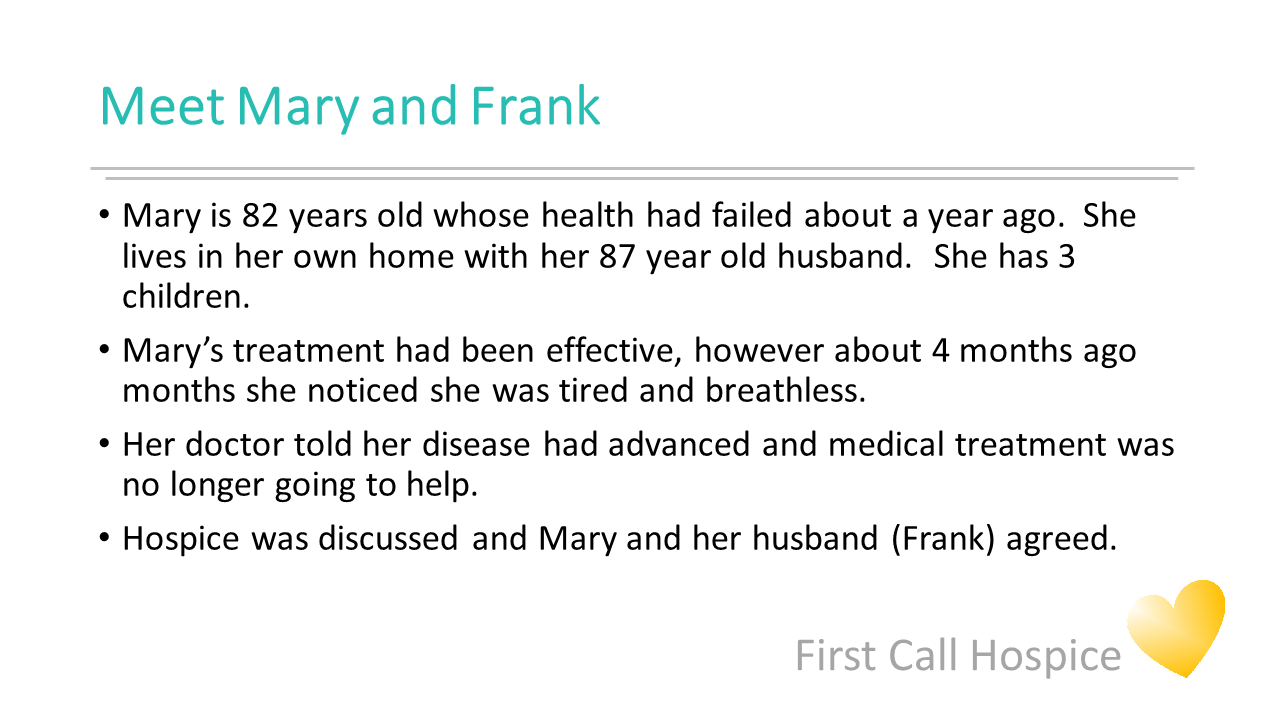 Meet Mary and Frank
• Mary is 82 years old whose health had failed about a year ago.  She
lives in her own home with her 87 year old husband.  She has 3
children.
• Mary’s treatment had been effective, however about 4 months ago
months she noticed she was tired and breathless.
• Her doctor told her disease had advanced and medical treatment was
no longer going to help.
• Hospice was discussed and Mary and her husband (Frank) agreed.
First Call Hospice